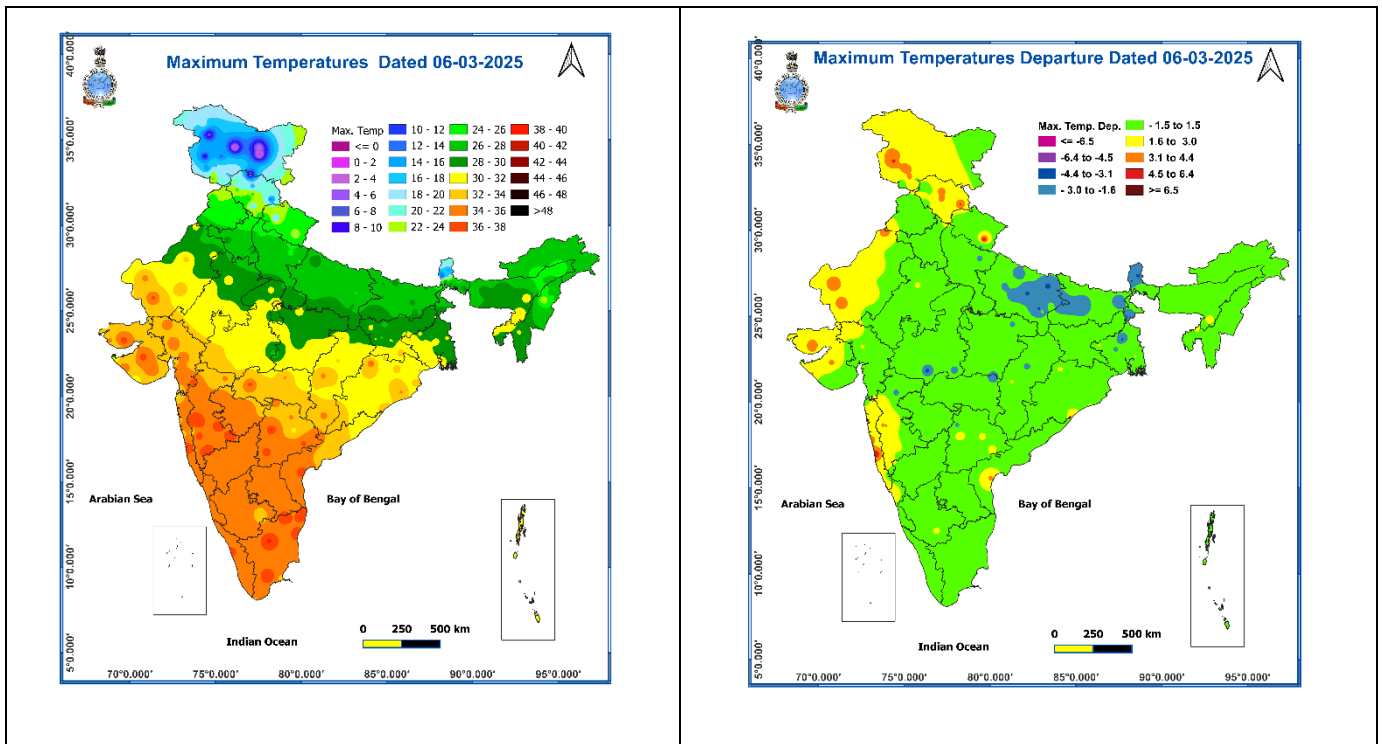 Maximum Temperatures Dated 06-03-2025
40°0.000'
35°0.000'
30°0.000'
25°0.000'
20°0.000'
15°0.000'
10°0.000'
5°0.000'
Max. Temp
<= 0
0 - 2
2 - 4
4 - 6
6 - 8
8 - 10
10 - 12
12 - 14
14 - 16
16 - 18
18 - 20
20 - 22
22 - 24
24 - 26
26 - 28
28 - 30
30 - 32
32 - 34
34 - 36
36 - 38
38 - 40
40 - 42
42 - 44
44 - 46
46 - 48
>48
Arabian Sea
Bay of Bengal
Indian Ocean
0 250 500 km
70°0.000' 75°0.000' 80°0.000' 85°0.000' 90°0.000' 95°0.000'
Maximum Temperatures Departure Dated 06-03-2025
40°0.000'
35°0.000'
30°0.000'
25°0.000'
20°0.000'
15°0.000'
10°0.000'
5°0.000'
Max. Temp. Dep.
<= -6.5
-6.4 to -4.5
-4.4 to -3.1
- 3.0 to -1.6
- 1.5 to 1.5
1.6 to 3.0
3.1 to 4.4
4.5 to 6.4
>= 6.5
Arabian Sea
Bay of Bengal
Indian Ocean
0 250 500 km
70°0.000' 75°0.000' 80°0.000' 85°0.000' 90°0.000' 95°0.000'